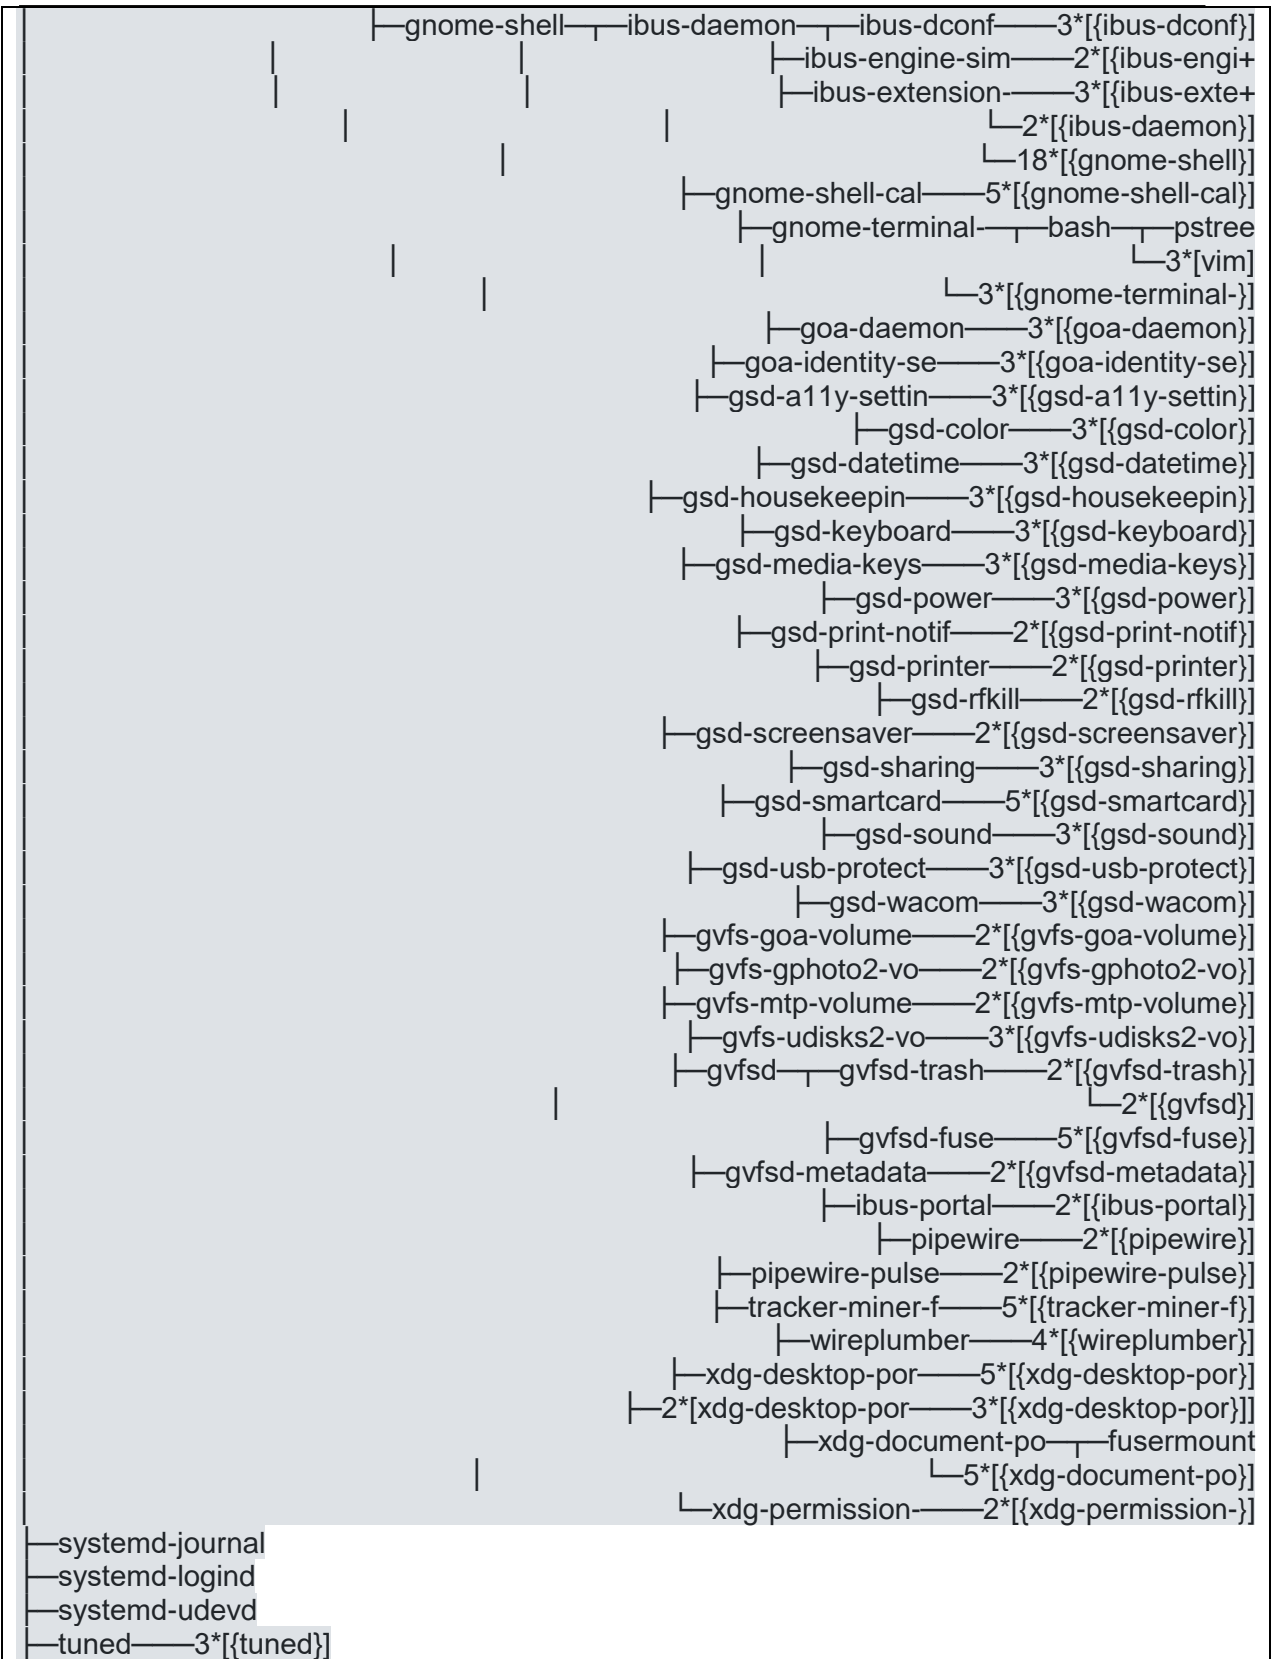 │ ├─gnome-shell─┬─ibus-daemon─┬─ibus-dconf───3*[{ibus-dconf}]
│ │ │ ├─ibus-engine-sim───2*[{ibus-engi+
│ │ │ ├─ibus-extension-───3*[{ibus-exte+
│ │ │ └─2*[{ibus-daemon}]
│ │ └─18*[{gnome-shell}]
│ ├─gnome-shell-cal───5*[{gnome-shell-cal}]
│ ├─gnome-terminal-─┬─bash─┬─pstree
│ │ │ └─3*[vim]
│ │ └─3*[{gnome-terminal-}]
│ ├─goa-daemon───3*[{goa-daemon}]
│ ├─goa-identity-se───3*[{goa-identity-se}]
│ ├─gsd-a11y-settin───3*[{gsd-a11y-settin}]
│ ├─gsd-color───3*[{gsd-color}]
│ ├─gsd-datetime───3*[{gsd-datetime}]
│ ├─gsd-housekeepin───3*[{gsd-housekeepin}]
│ ├─gsd-keyboard───3*[{gsd-keyboard}]
│ ├─gsd-media-keys───3*[{gsd-media-keys}]
│ ├─gsd-power───3*[{gsd-power}]
│ ├─gsd-print-notif───2*[{gsd-print-notif}]
│ ├─gsd-printer───2*[{gsd-printer}]
│ ├─gsd-rfkill───2*[{gsd-rfkill}]
│ ├─gsd-screensaver───2*[{gsd-screensaver}]
│ ├─gsd-sharing───3*[{gsd-sharing}]
│ ├─gsd-smartcard───5*[{gsd-smartcard}]
│ ├─gsd-sound───3*[{gsd-sound}]
│ ├─gsd-usb-protect───3*[{gsd-usb-protect}]
│ ├─gsd-wacom───3*[{gsd-wacom}]
│ ├─gvfs-goa-volume───2*[{gvfs-goa-volume}]
│ ├─gvfs-gphoto2-vo───2*[{gvfs-gphoto2-vo}]
│ ├─gvfs-mtp-volume───2*[{gvfs-mtp-volume}]
│ ├─gvfs-udisks2-vo───3*[{gvfs-udisks2-vo}]
│ ├─gvfsd─┬─gvfsd-trash───2*[{gvfsd-trash}]
│ │ └─2*[{gvfsd}]
│ ├─gvfsd-fuse───5*[{gvfsd-fuse}]
│ ├─gvfsd-metadata───2*[{gvfsd-metadata}]
│ ├─ibus-portal───2*[{ibus-portal}]
│ ├─pipewire───2*[{pipewire}]
│ ├─pipewire-pulse───2*[{pipewire-pulse}]
│ ├─tracker-miner-f───5*[{tracker-miner-f}]
│ ├─wireplumber───4*[{wireplumber}]
│ ├─xdg-desktop-por───5*[{xdg-desktop-por}]
│ ├─2*[xdg-desktop-por───3*[{xdg-desktop-por}]]
│ ├─xdg-document-po─┬─fusermount
│ │ └─5*[{xdg-document-po}]
│ └─xdg-permission-───2*[{xdg-permission-}]
├─systemd-journal
├─systemd-logind
├─systemd-udevd
├─tuned───3*[{tuned}]